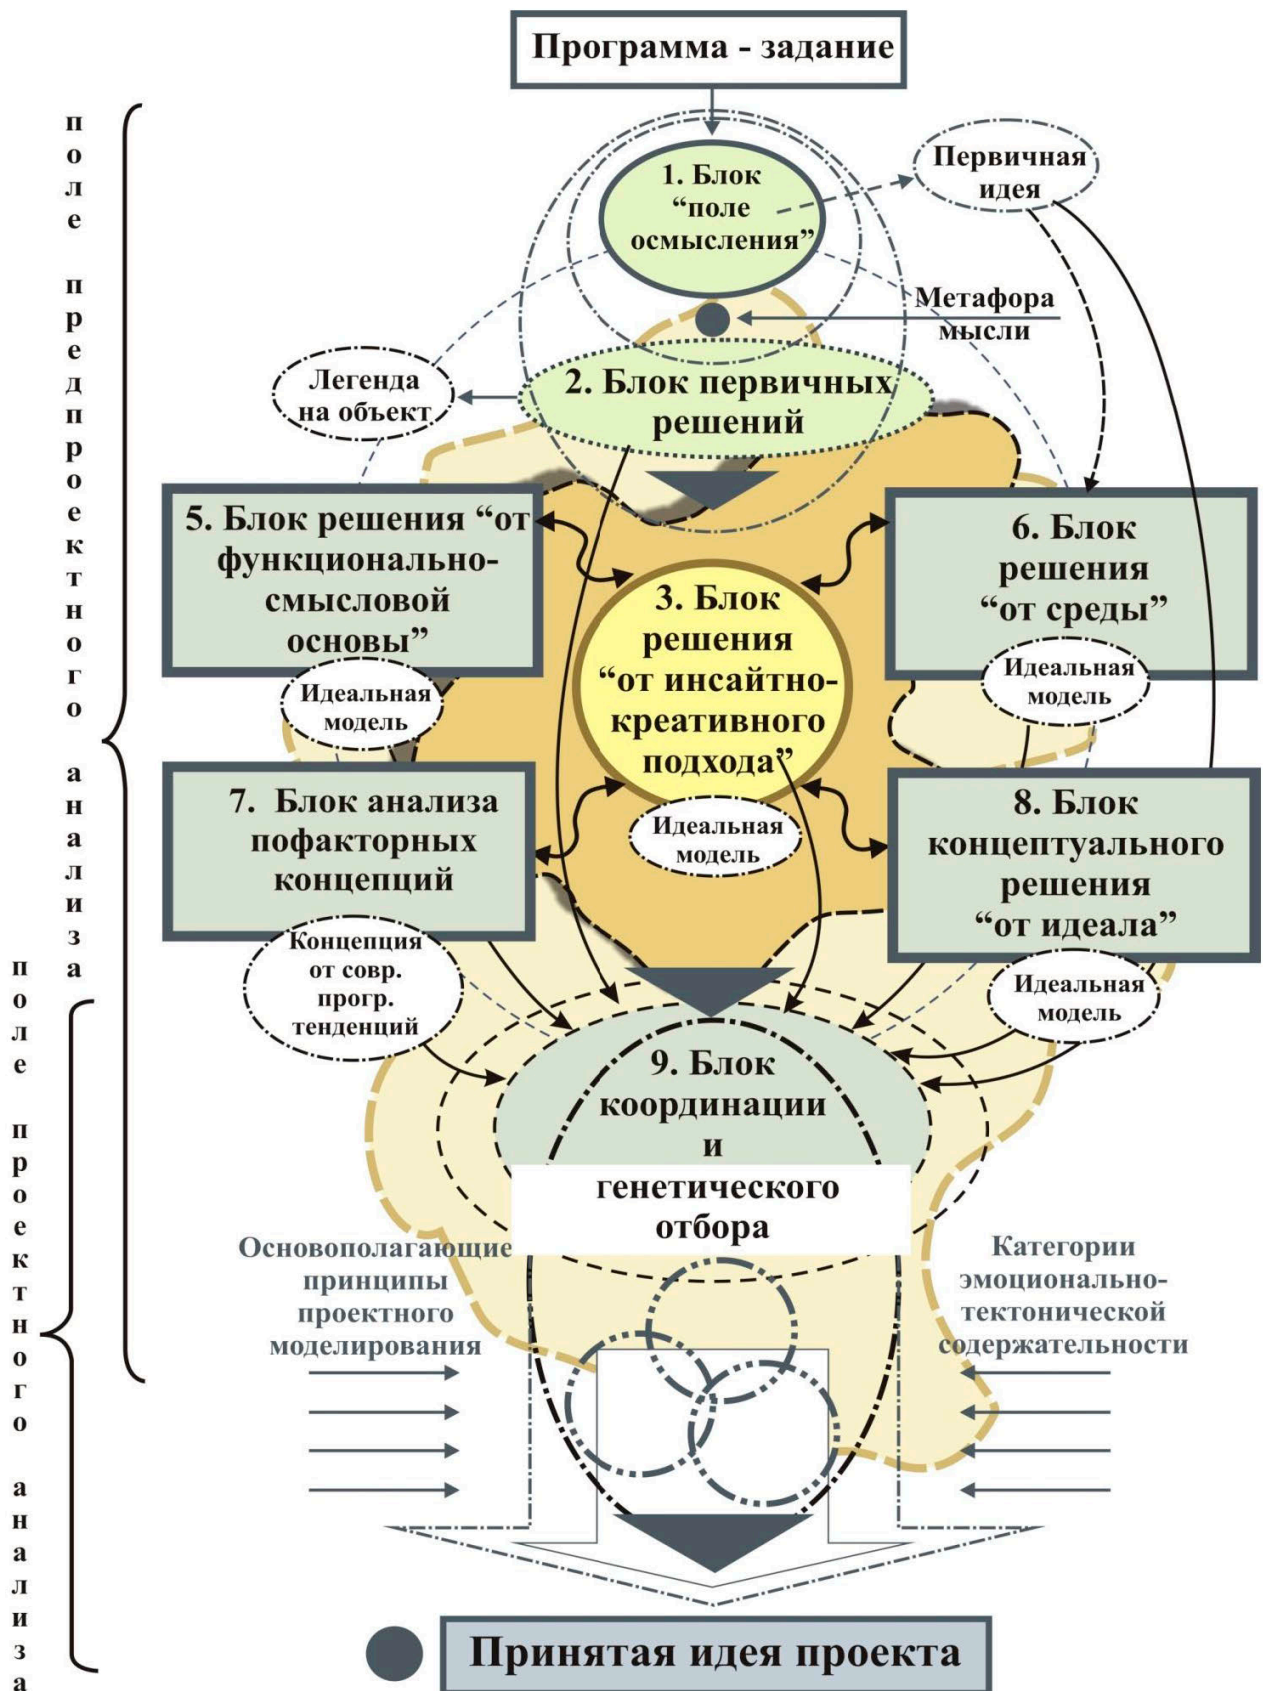 Программа - задание
1. Блок
“поле
осмысления”
Первичная
идея
Метафора
мысли
Легенда
на объект
2. Блок первичных
решений
5. Блок решения “от
функционально-
смысловой
основы”
Идеальная
модель
6. Блок
решения
“от среды”
Идеальная
модель
3. Блок
решения
“от инсайтно-
креативного
подхода”
Идеальная
модель
7. Блок анализа
пофакторных
концепций
Концепция
от совр.
прогр.
тенденций
8. Блок
концептуального
решения
“от идеала”
Идеальная
модель
9. Блок
координации
и
генетического
отбора
Основополагающие
принципы
проектного
моделирования
Категории
эмоционально-
тектонической
содержательности
Принятая идея проекта
поле предпроектного анализа
поле проектного анализа